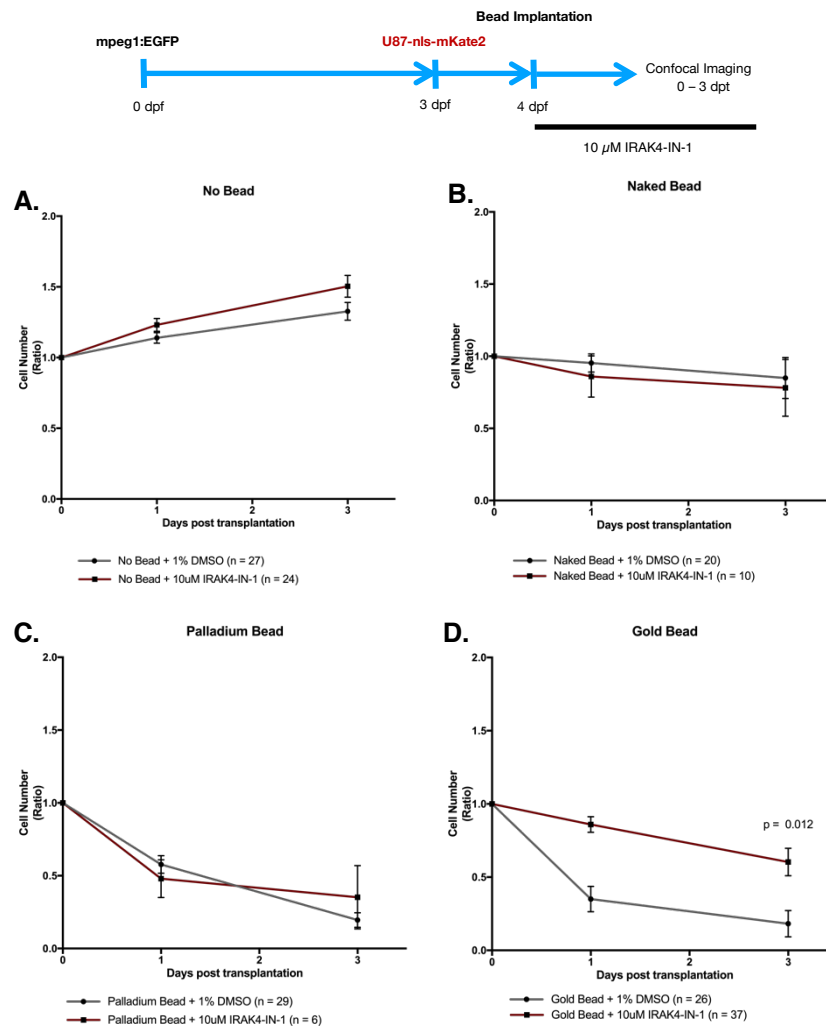 Bead Implantation
mpeg1:EGFP
U87-nls-mKate2
Confocal Imaging
0 – 3 dpt
0 dpf
3 dpf
4 dpf
10 µM IRAK4-IN-1
A.
No Bead
2.0
1.5
1.0
0.5
0.0
Cell Number
(Ratio)
0
1
2
3
Days post transplantation
No Bead + 1% DMSO (n = 27)
No Bead + 10uM IRAK4-IN-1 (n = 24)
B.
Naked Bead
2.0
1.5
1.0
0.5
0.0
Cell Number
(Ratio)
0
1
2
3
Days post transplantation
Naked Bead + 1% DMSO (n = 20)
Naked Bead + 10uM IRAK4-IN-1 (n = 10)
C.
Palladium Bead
2.0
1.5
1.0
0.5
0.0
Cell Number
(Ratio)
0
1
2
3
Days post transplantation
Palladium Bead + 1% DMSO (n = 29)
Palladium Bead + 10uM IRAK4-IN-1 (n = 6)
D.
Gold Bead
2.0
1.5
1.0
0.5
0.0
Cell Number
(Ratio)
p = 0.012
0
1
2
3
Days post transplantation
Gold Bead + 1% DMSO (n = 26)
Gold Bead + 10uM IRAK4-IN-1 (n = 37)